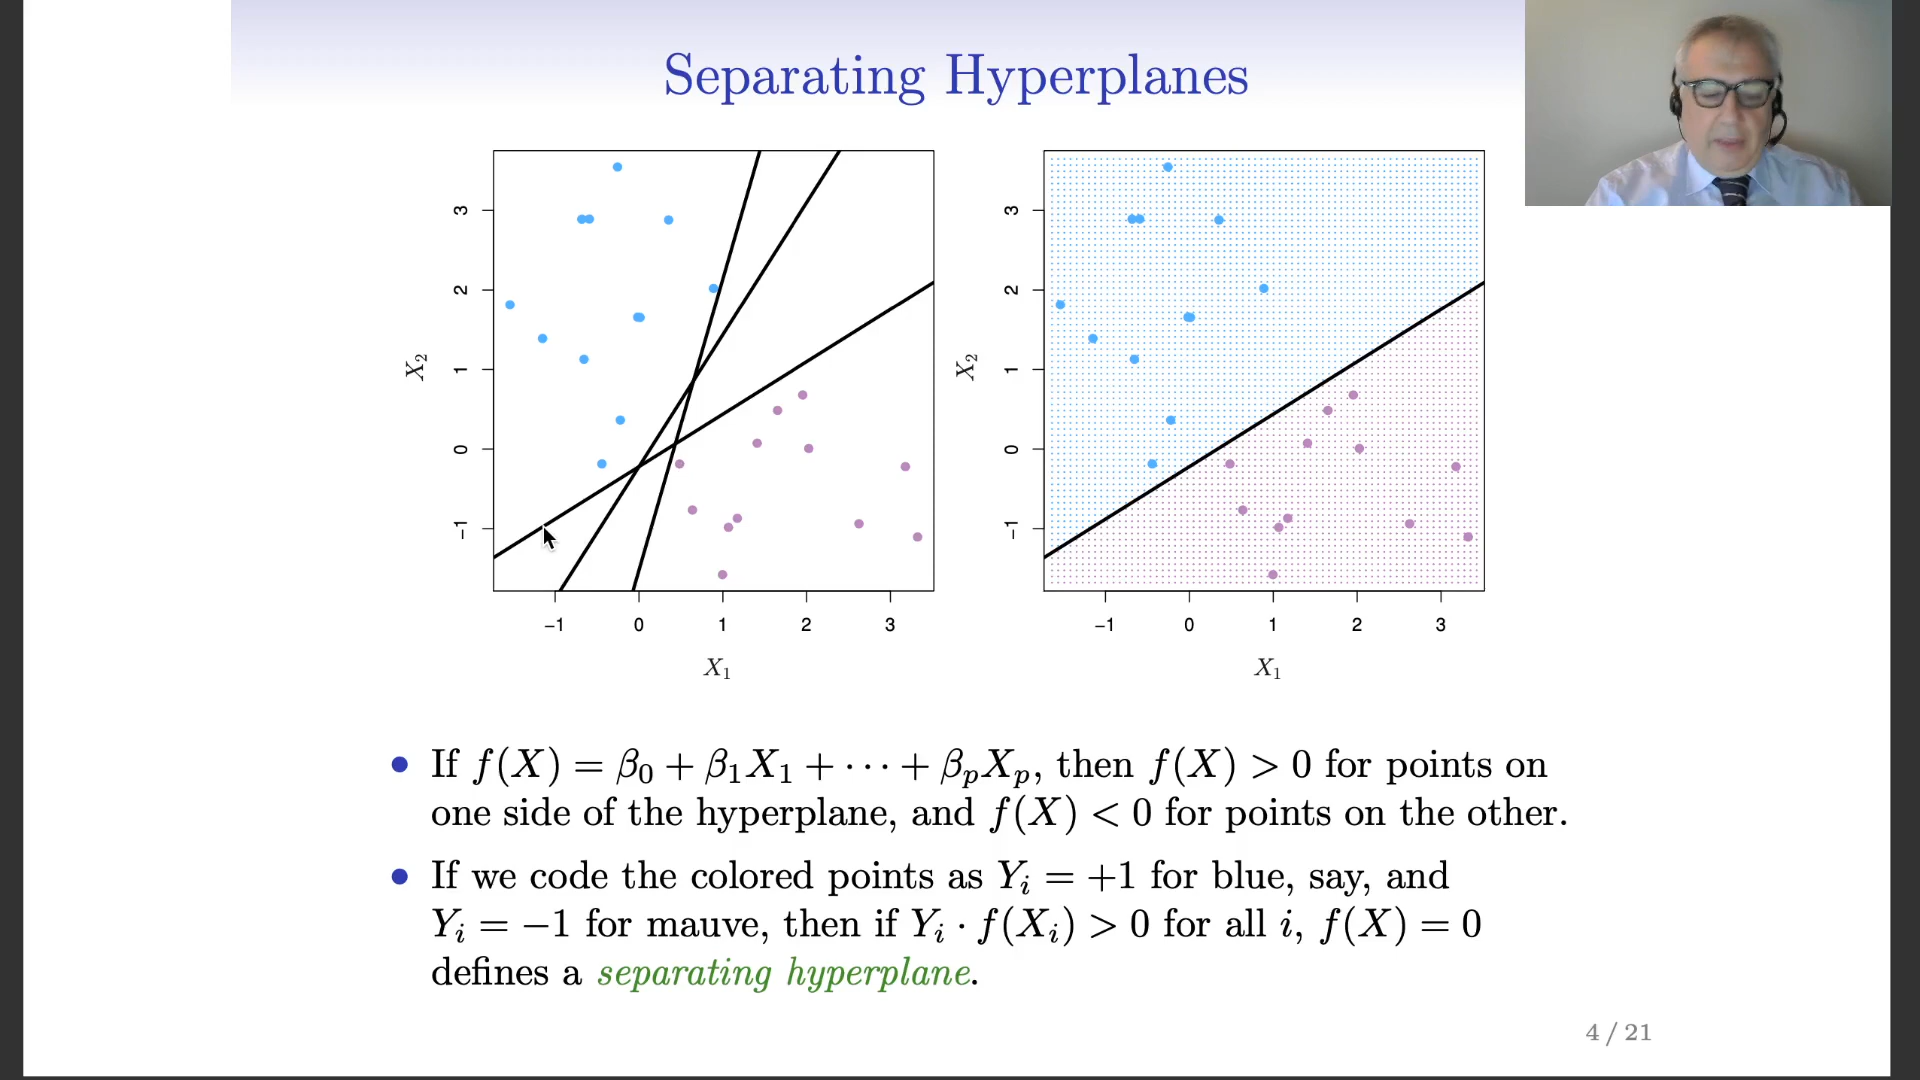 Separating Hyperplanes
3
2
1
0
−1
X₂
−1 0 1 2 3
X₁
3
2
1
0
−1
X₂
−1 0 1 2 3
X₁
• If f(X) = β₀ + β₁X₁ + ··· + βₚXₚ, then f(X) > 0 for points on
one side of the hyperplane, and f(X) < 0 for points on the other.
• If we code the colored points as Yᵢ = +1 for blue, say, and
Yᵢ = −1 for mauve, then if Yᵢ · f(Xᵢ) > 0 for all i, f(X) = 0
defines a separating hyperplane.
4 / 21